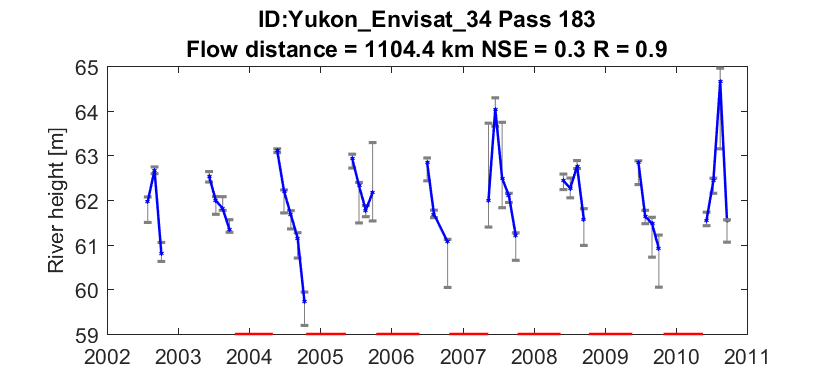 ID:Yukon_Envisat_34 Pass 183
Flow distance = 1104.4 km NSE = 0.3 R = 0.9
River height [m]
65
64
63
62
61
60
59
2002 2003 2004 2005 2006 2007 2008 2009 2010 2011